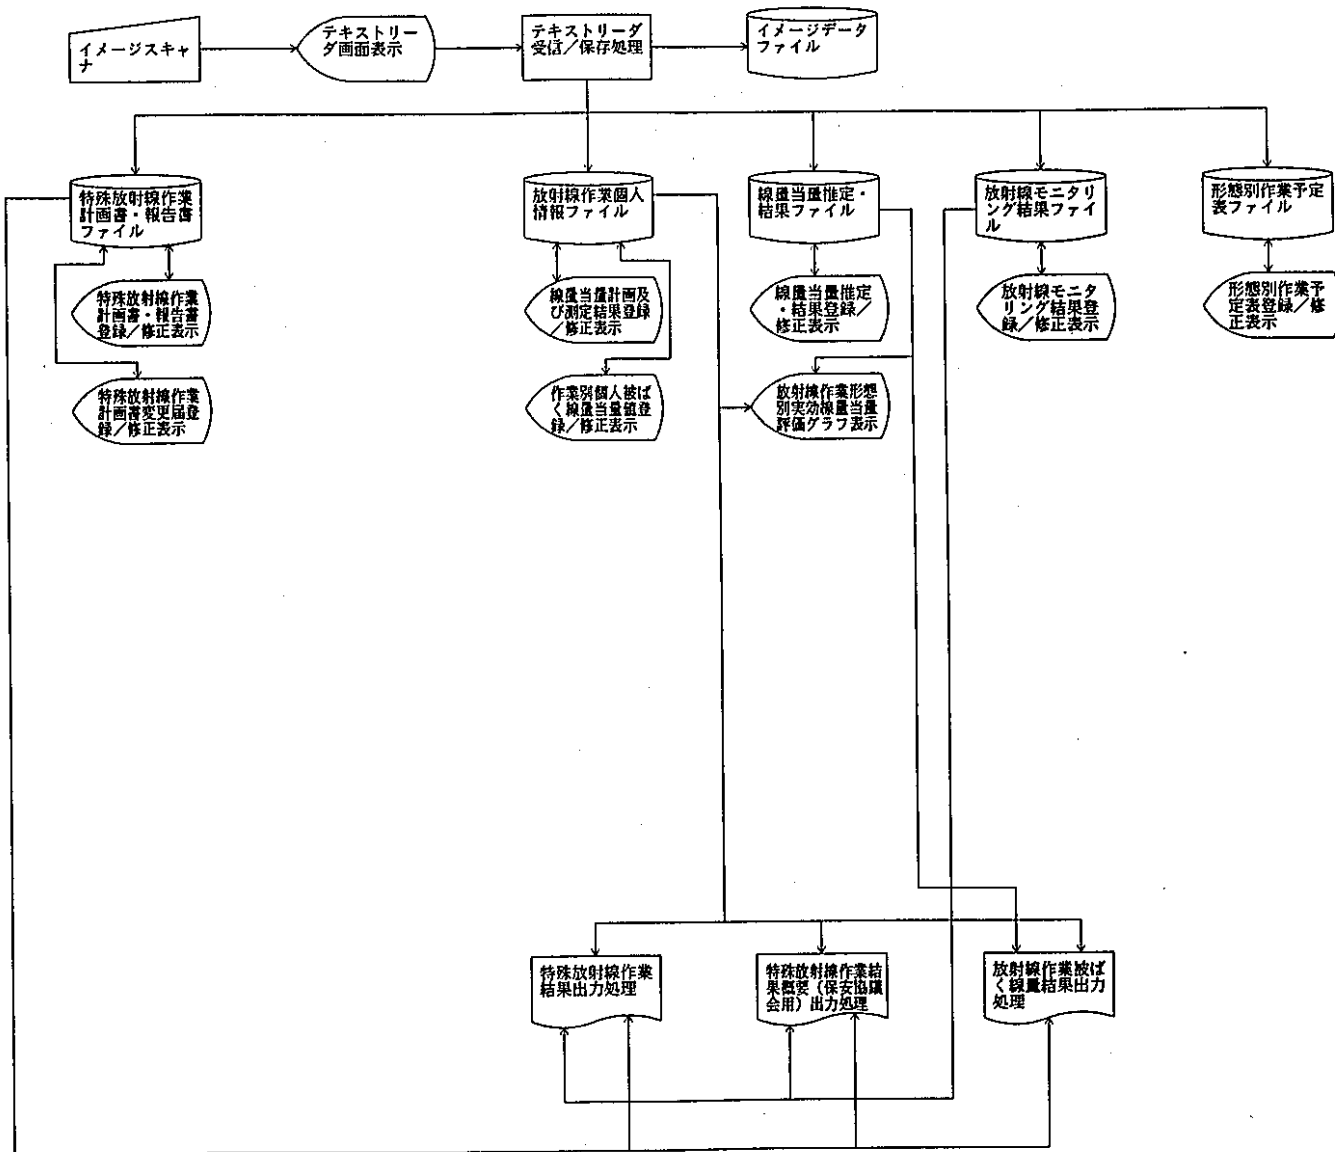 イメージスキャ
ナ
テキストリー
ダ画面表示
テキストリーダ
受信／保存処理
イメージデータ
ファイル
特殊放射線作業
計画書・報告書
ファイル
放射線作業個人
情報ファイル
線量当量推定・
結果ファイル
放射線モニタリ
ング結果ファイ
ル
形態別作業予定
表ファイル
特殊放射線作業
計画書・報告書
登録／修正表示
線量当量計画及
び測定結果登録
／修正表示
線量当量推定
・結果登録／
修正表示
放射線モニタ
リング結果登
録／修正表示
形態別作業予
定表登録／修
正表示
特殊放射線作業
計画書変更届登
録／修正表示
作業別個人被ば
く線量当量値登
録／修正表示
放射線作業形態
別実効線量当量
評価グラフ表示
特殊放射線作業
結果出力処理
特殊放射線作業結
果概要（保安協議
会用）出力処理
放射線作業被ば
く線量結果出力
処理